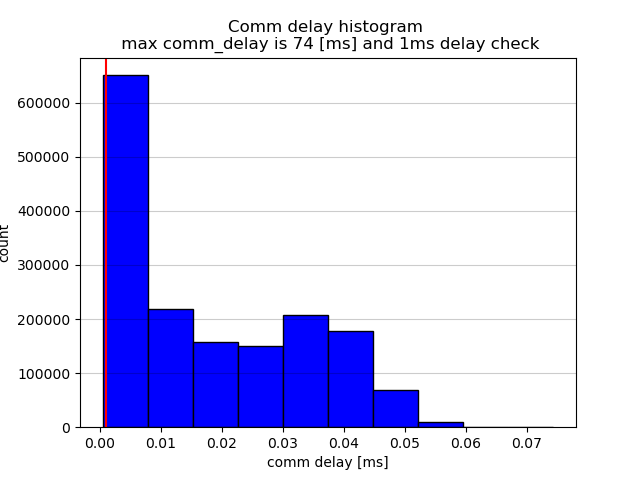 Comm delay histogram
max comm_delay is 74 [ms] and 1ms delay check
600000
500000
400000
300000
200000
100000
0
count
0.00 0.01 0.02 0.03 0.04 0.05 0.06 0.07
comm delay [ms]